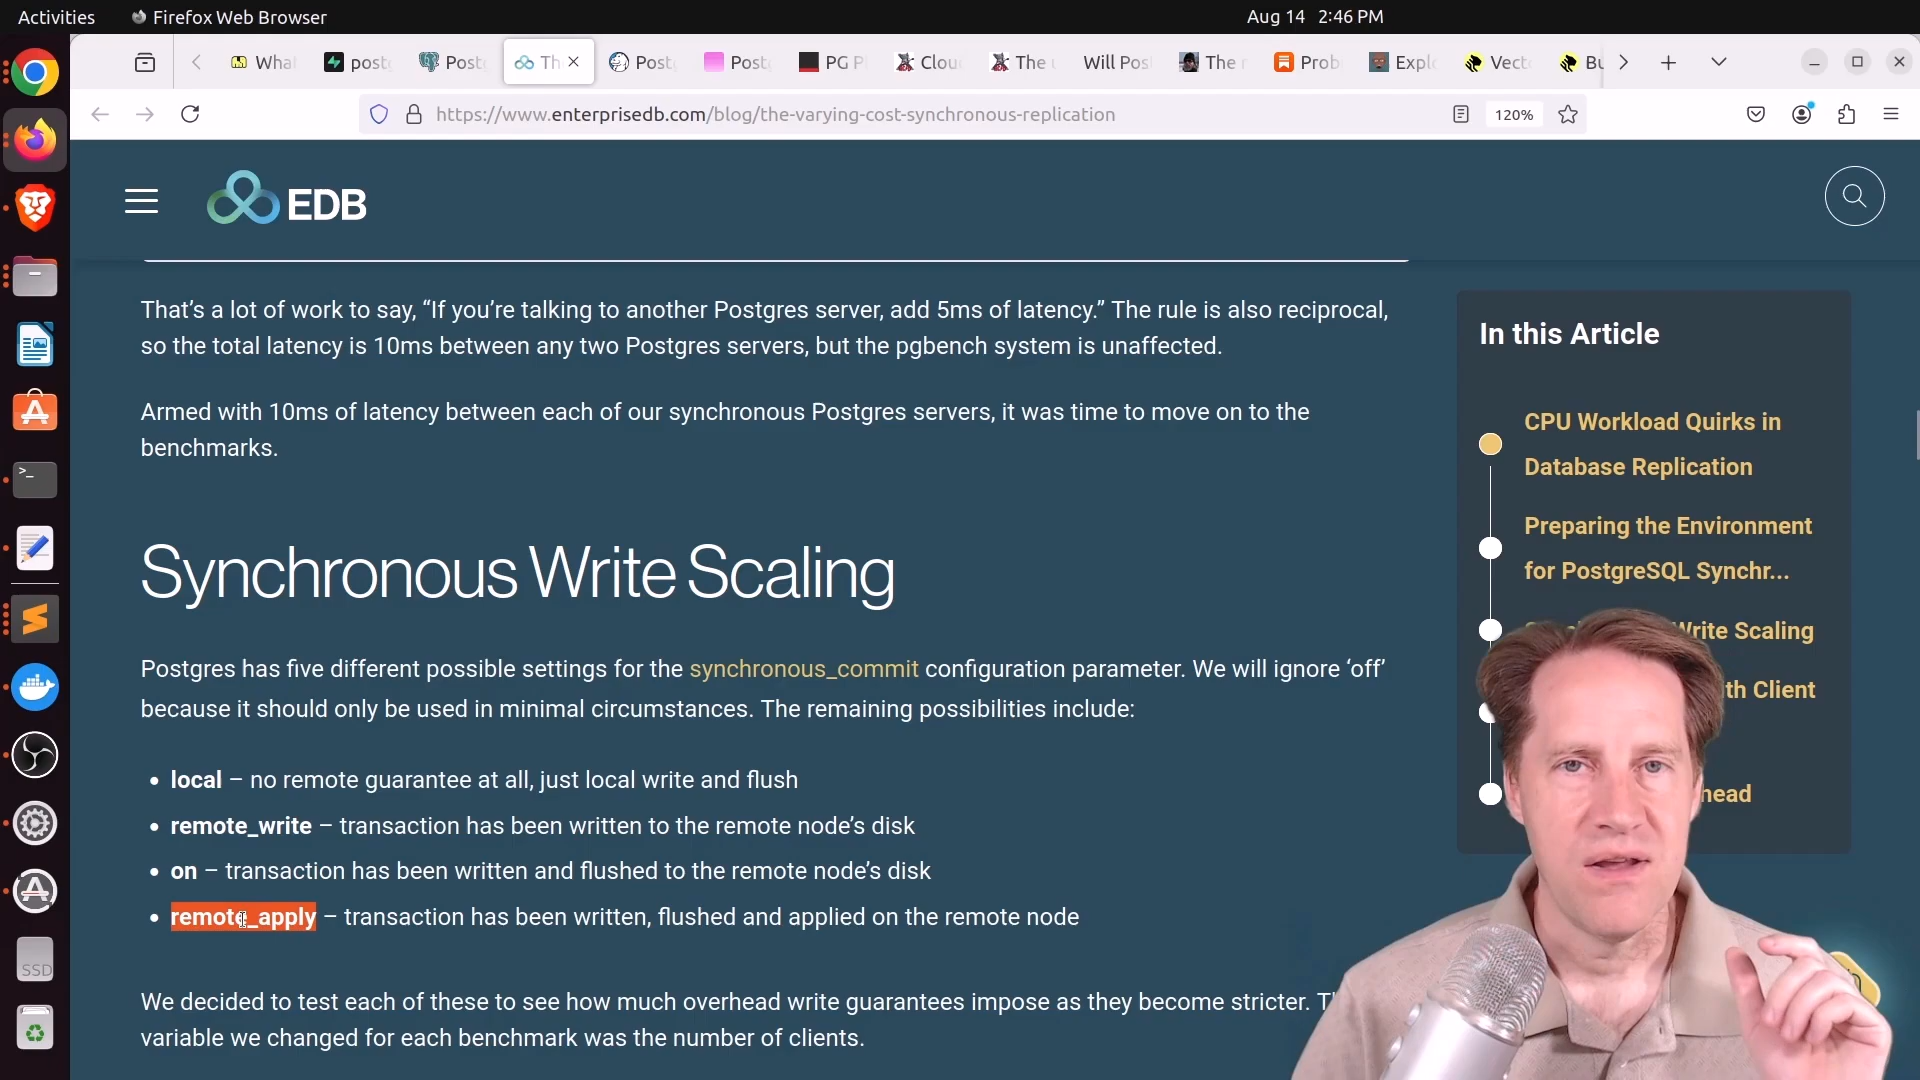 Activities
Firefox Web Browser
Aug 14 2:46 PM
What
post
Post
Th
Post
Post
PG P
Clou
The
Will Pos
The
Prob
Expl
Vect
Bu
https://www.enterprisedb.com/blog/the-varying-cost-synchronous-replication
120%
EDB
That’s a lot of work to say, “If you’re talking to another Postgres server, add 5ms of latency.” The rule is also reciprocal,
so the total latency is 10ms between any two Postgres servers, but the pgbench system is unaffected.
Armed with 10ms of latency between each of our synchronous Postgres servers, it was time to move on to the
benchmarks.
Synchronous Write Scaling
Postgres has five different possible settings for the synchronous_commit configuration parameter. We will ignore ‘off’
because it should only be used in minimal circumstances. The remaining possibilities include:
• local – no remote guarantee at all, just local write and flush
• remote_write – transaction has been written to the remote node’s disk
• on – transaction has been written and flushed to the remote node’s disk
• remote_apply – transaction has been written, flushed and applied on the remote node
We decided to test each of these to see how much overhead write guarantees impose as they become stricter.
variable we changed for each benchmark was the number of clients.
In this Article
CPU Workload Quirks in
Database Replication
Preparing the Environment
for PostgreSQL Synchr...
Write Scaling
th Client
head
SSD